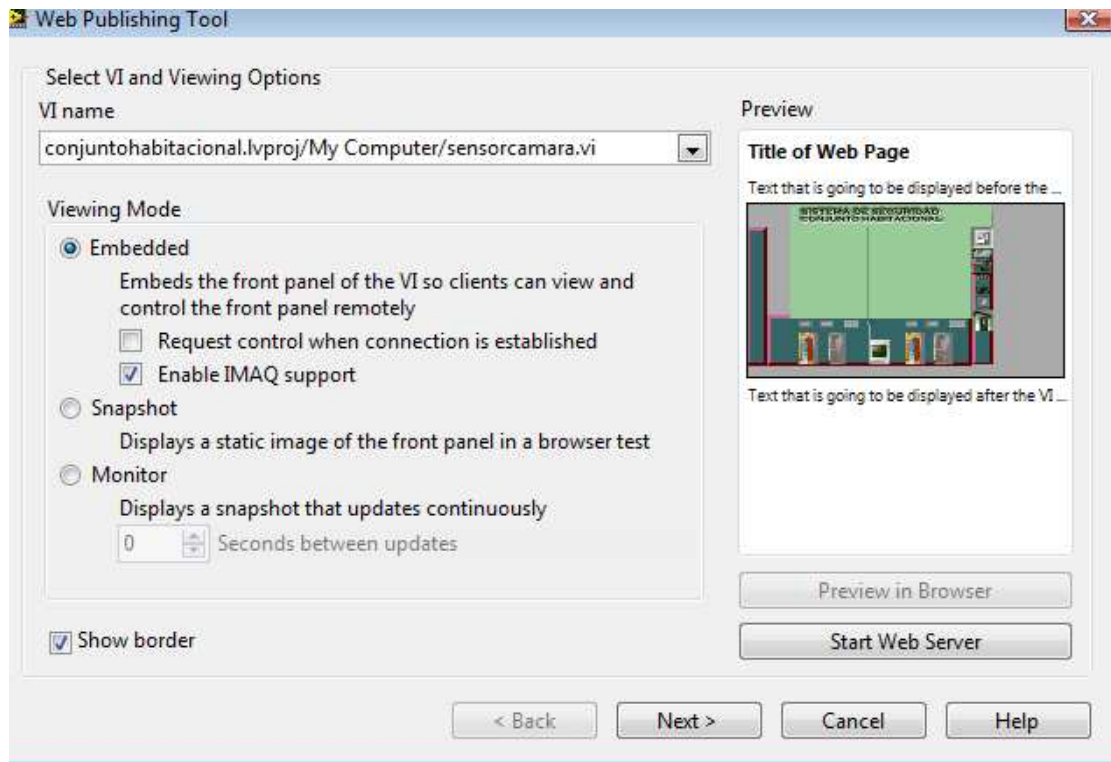 Web Publishing Tool
Select VI and Viewing Options
VI name
conjuntohabitacional.lvproj/My Computer/sensorcamara.vi
Viewing Mode
Embedded
Embeds the front panel of the VI so clients can view and
control the front panel remotely
Request control when connection is established
Enable IMAQ support
Snapshot
Displays a static image of the front panel in a browser test
Monitor
Displays a snapshot that updates continuously
0 Seconds between updates
Show border
Preview
Title of Web Page
Text that is going to be displayed before the ...
SISTEMA DE SEGURIDAD
CONJUNTO HABITACIONAL
Text that is going to be displayed after the VI ...
Preview in Browser
Start Web Server
< Back Next > Cancel Help